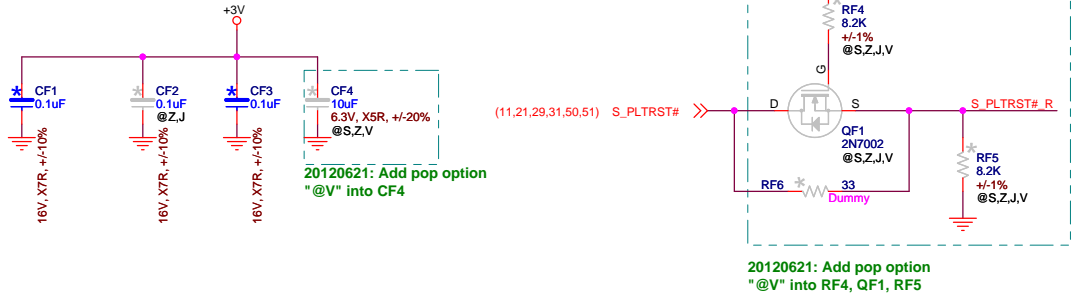 +3V
CF1
0.1uF
16V, X7R, +/-10%
CF2
0.1uF
@Z,J
16V, X7R, +/-10%
CF3
0.1uF
16V, X7R, +/-10%
CF4
10uF
6.3V, X5R, +/-20%
@S,Z,V
20120621: Add pop option
"@V" into CF4
RF4
8.2K
+/-1%
@S,Z,J,V
G
(11,21,29,31,50,51) S_PLTRST#
D
S
S_PLTRST#_R
QF1
2N7002
@S,Z,J,V
RF6
33
Dummy
RF5
8.2K
+/-1%
@S,Z,J,V
20120621: Add pop option
"@V" into RF4, QF1, RF5